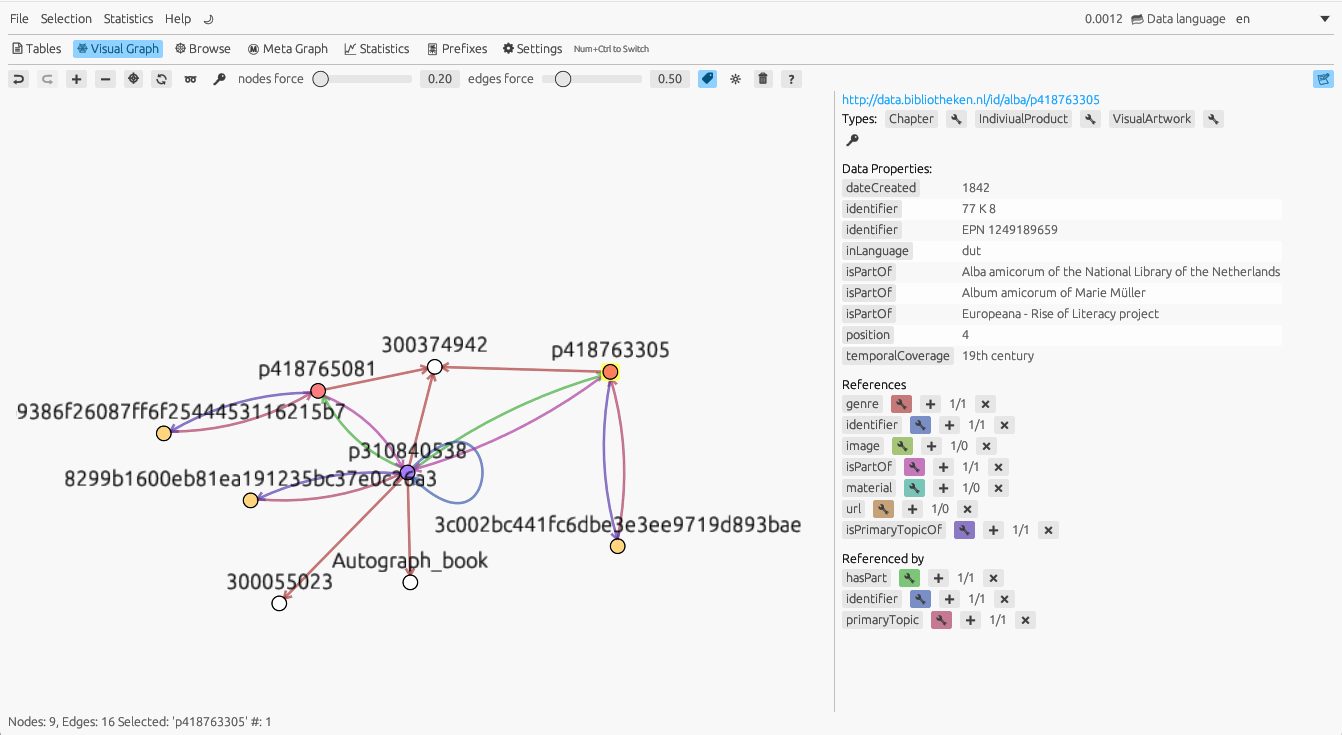 File Selection Statistics Help 0.0012 Data language en
Tables Visual Graph Browse Meta Graph Statistics Prefixes Settings Num+Ctrl to Switch
nodes force 0.20 edges force 0.50 ?
http://data.bibliotheken.nl/id/alba/p418763305
Types: Chapter IndiviualProduct VisualArtwork
Data Properties:
dateCreated 1842
identifier 77 K 8
identifier EPN 1249189659
inLanguage dut
isPartOf Alba amicorum of the National Library of the Netherlands
isPartOf Album amicorum of Marie Müller
isPartOf Europeana - Rise of Literacy project
position 4
temporalCoverage 19th century
References
genre 1/1
identifier 1/1
image 1/0
isPartOf 1/1
material 1/0
url 1/0
isPrimaryTopicOf 1/1
Referenced by
hasPart 1/1
identifier 1/1
primaryTopic 1/1
300374942
p418763305
p418765081
9386f26087ff6f2544453116215b7
p310840538
8299b1600eb81ea191235bc37e0c26a3
3c002bc441fc6dbe3e3ee9719d893bae
Autograph_book
300055023
Nodes: 9, Edges: 16 Selected: 'p418763305' #: 1